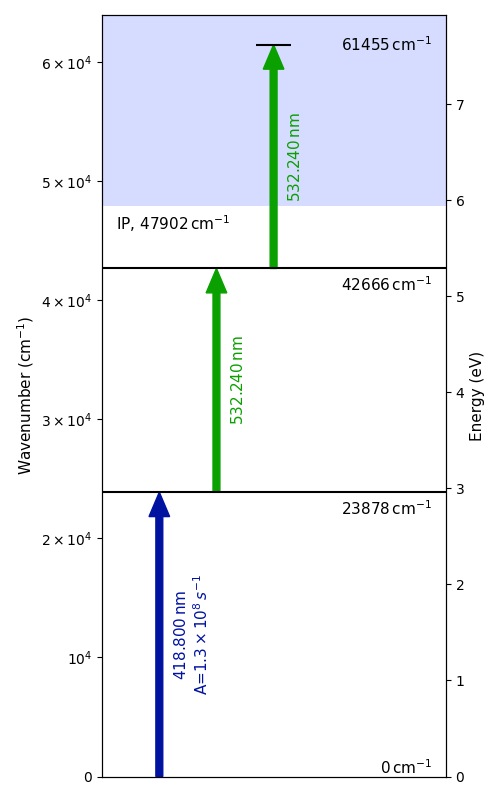 61455 cm⁻¹
6 × 10⁴
7
532.240 nm
5 × 10⁴
6
IP, 47902 cm⁻¹
42666 cm⁻¹
5
4 × 10⁴
532.240 nm
4
Wavenumber (cm⁻¹)
Energy (eV)
3 × 10⁴
3
23878 cm⁻¹
2 × 10⁴
2
418.800 nm
A=1.3 × 10⁸ s⁻¹
10⁴
1
0 cm⁻¹
0
0